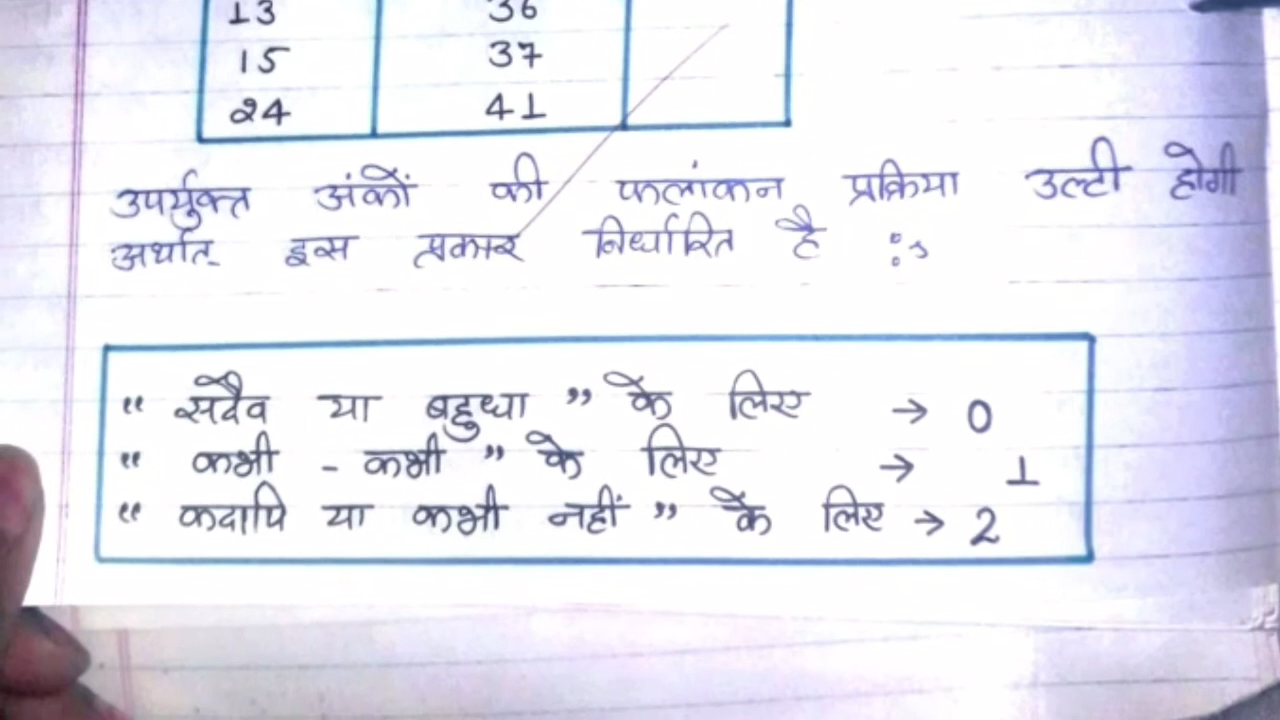 13 36
15 37
24 41
उपर्युक्त अंकों की फलांकन प्रक्रिया उल्टी होगी
अर्थात् इस प्रकार निर्धारित है :→
“ सदैव या बहुधा ” के लिए → 0
“ कभी - कभी ” के लिए → 1
“ कदापि या कभी नहीं ” के लिए → 2